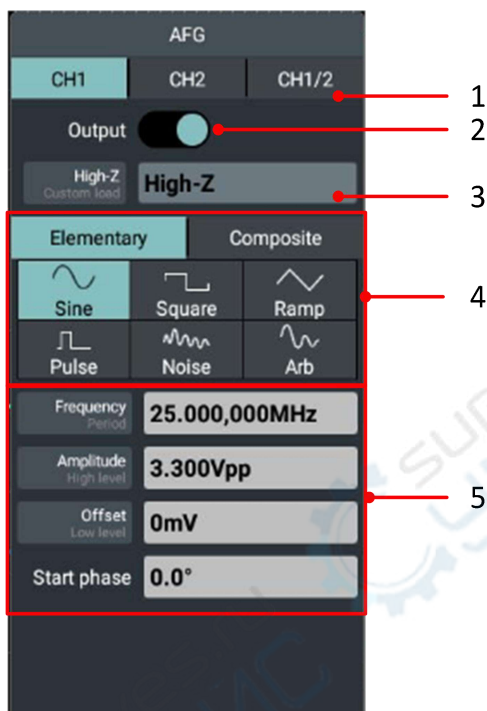 AFG
CH1 CH2 CH1/2
1
Output
2
High-Z
Custom load
High-Z
3
Elementary Composite
4
Sine Square Ramp
Pulse Noise Arb
Frequency
Period
25.000,000MHz
Amplitude
High level
3.300Vpp
5
Offset
Low level
0mV
Start phase 0.0°